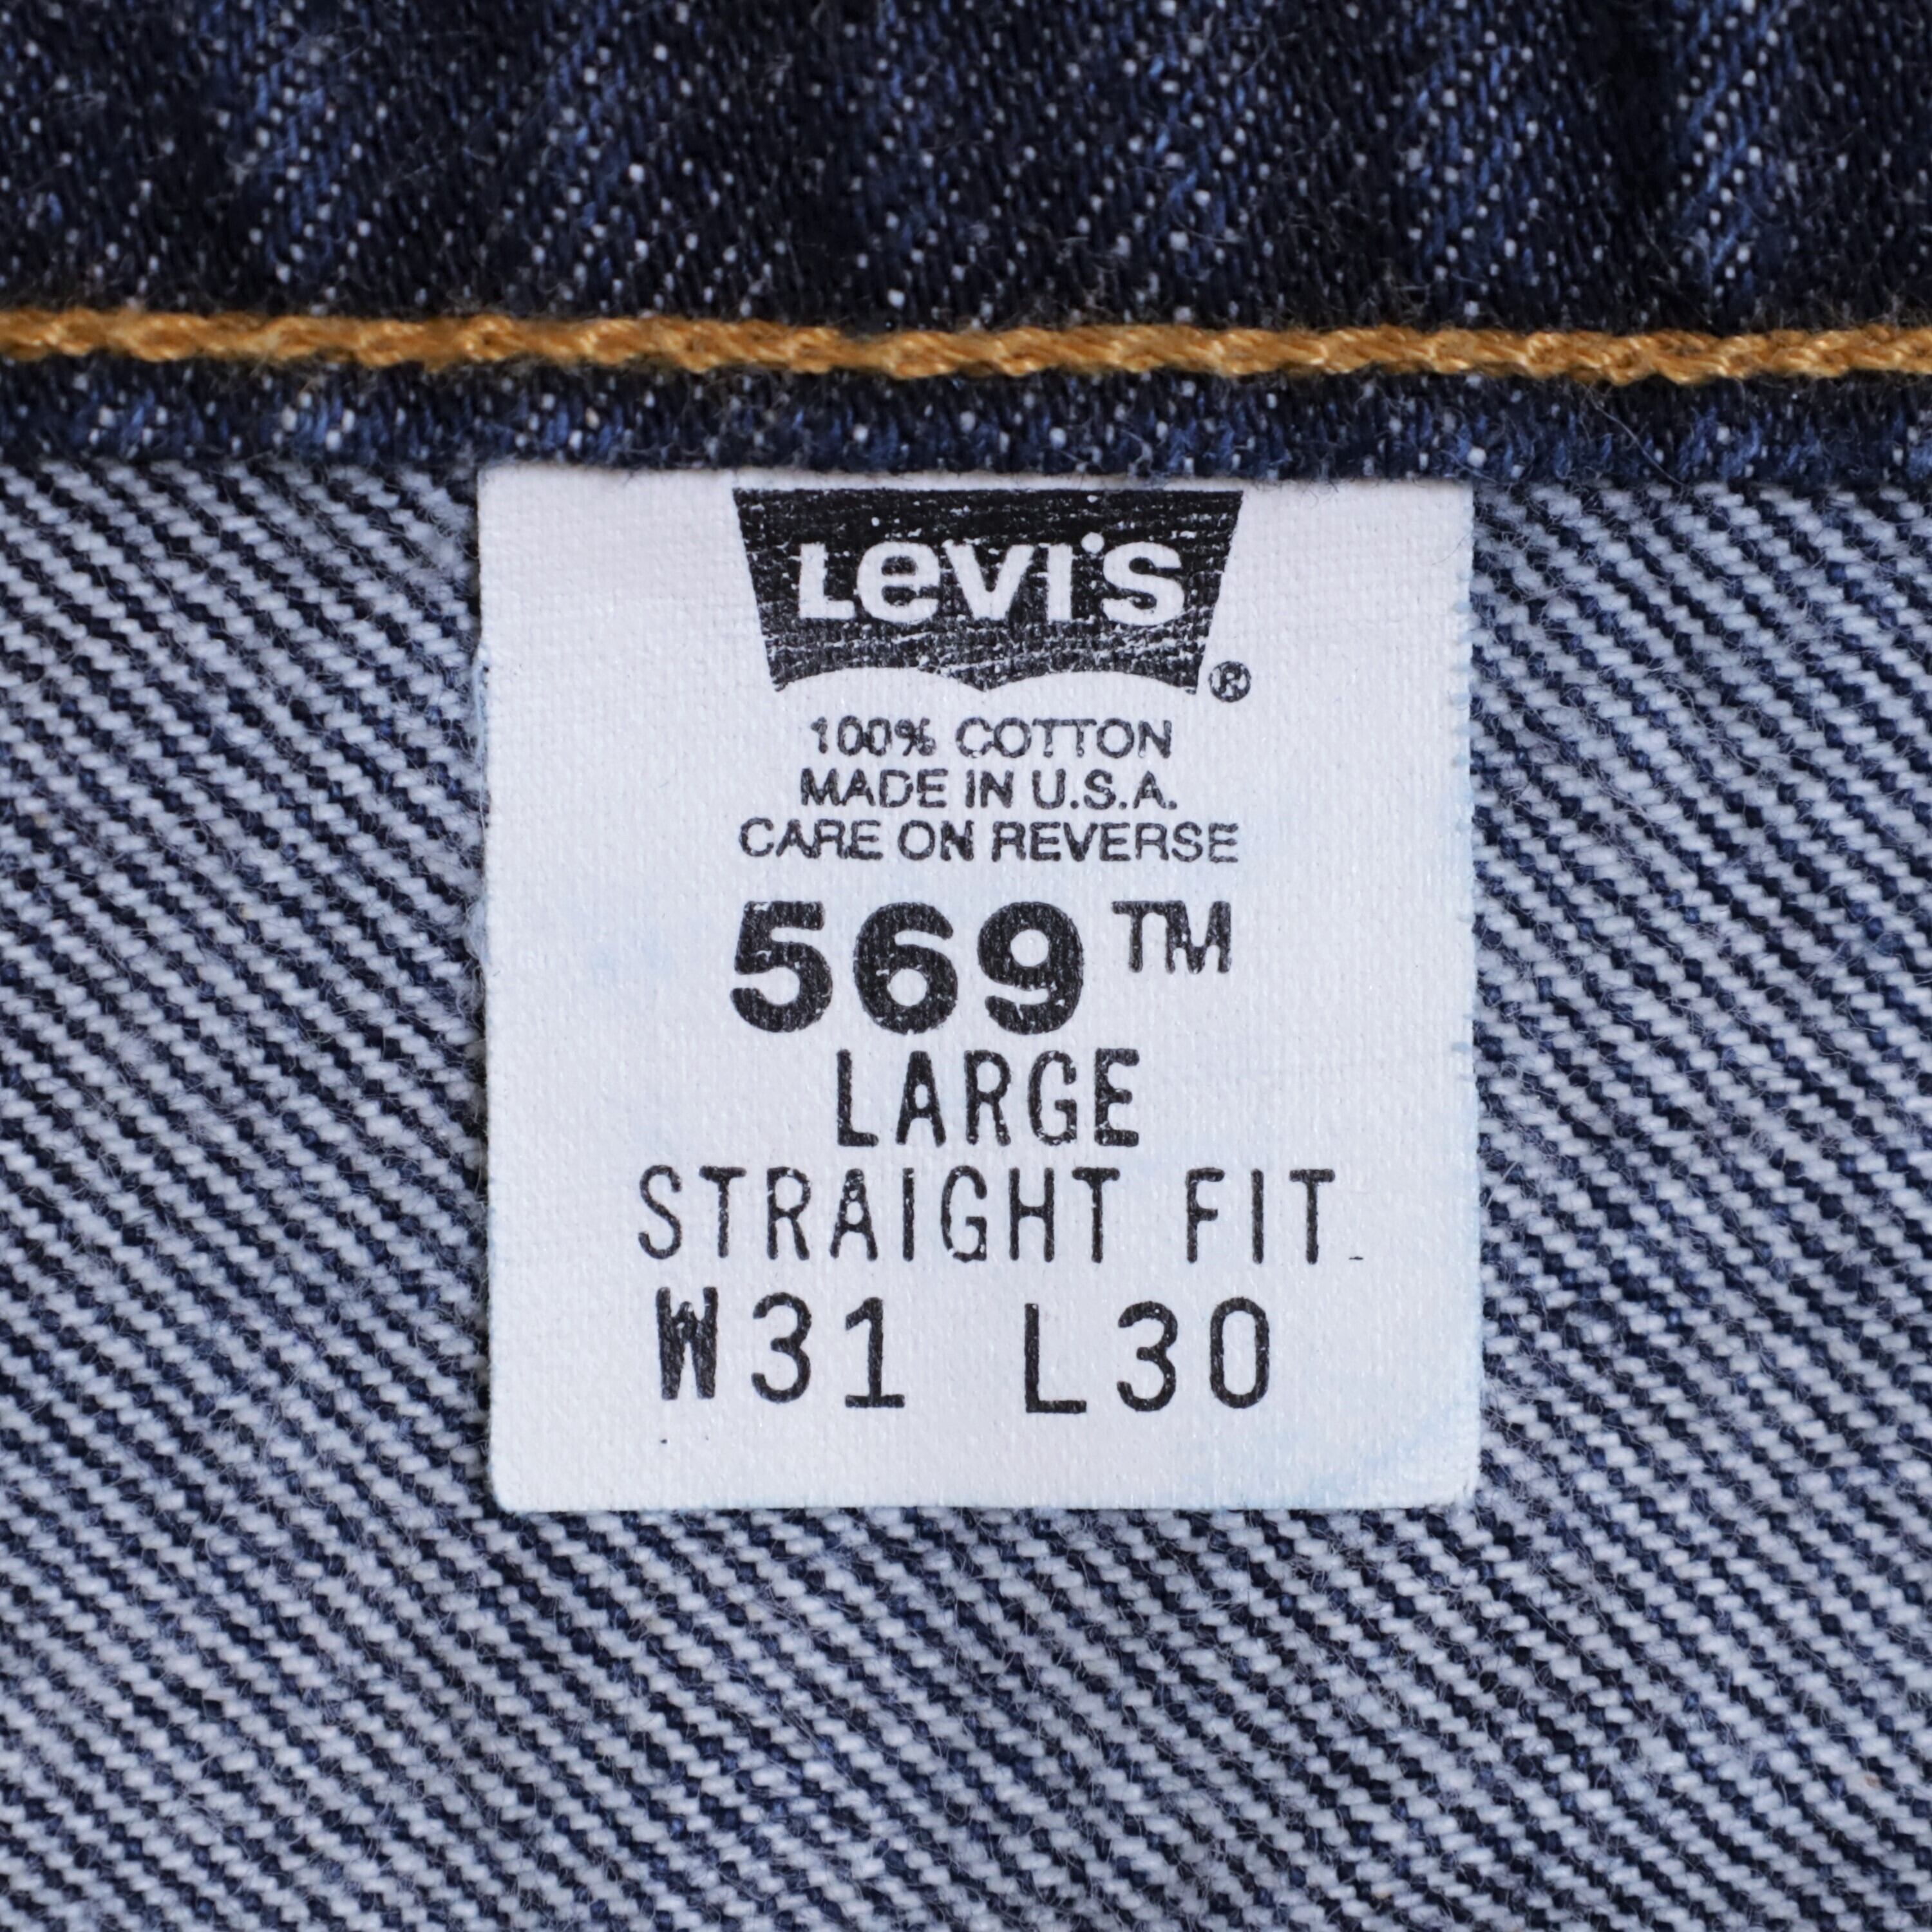 LEVI'S ®
100% COTTON
MADE IN U.S.A.
CARE ON REVERSE
569™
LARGE
STRAIGHT FIT
W31 L30